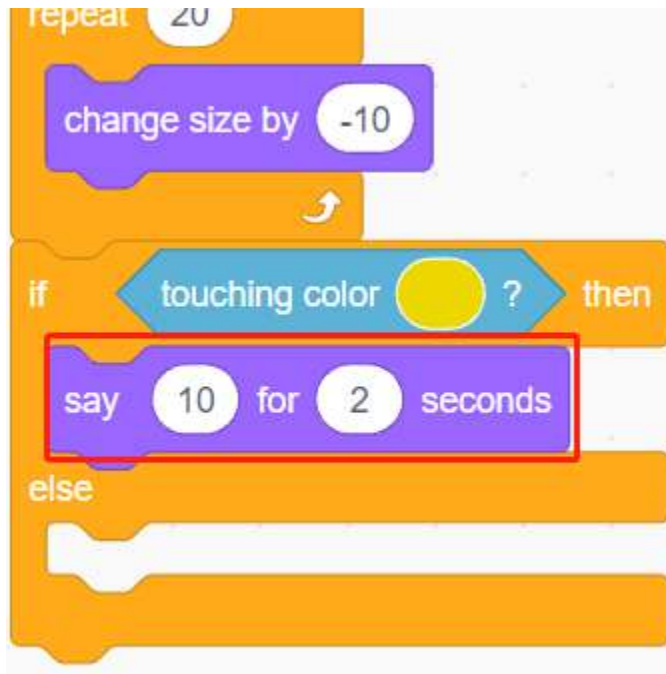 repeat 20
change size by -10
if touching color ? then
say 10 for 2 seconds
else